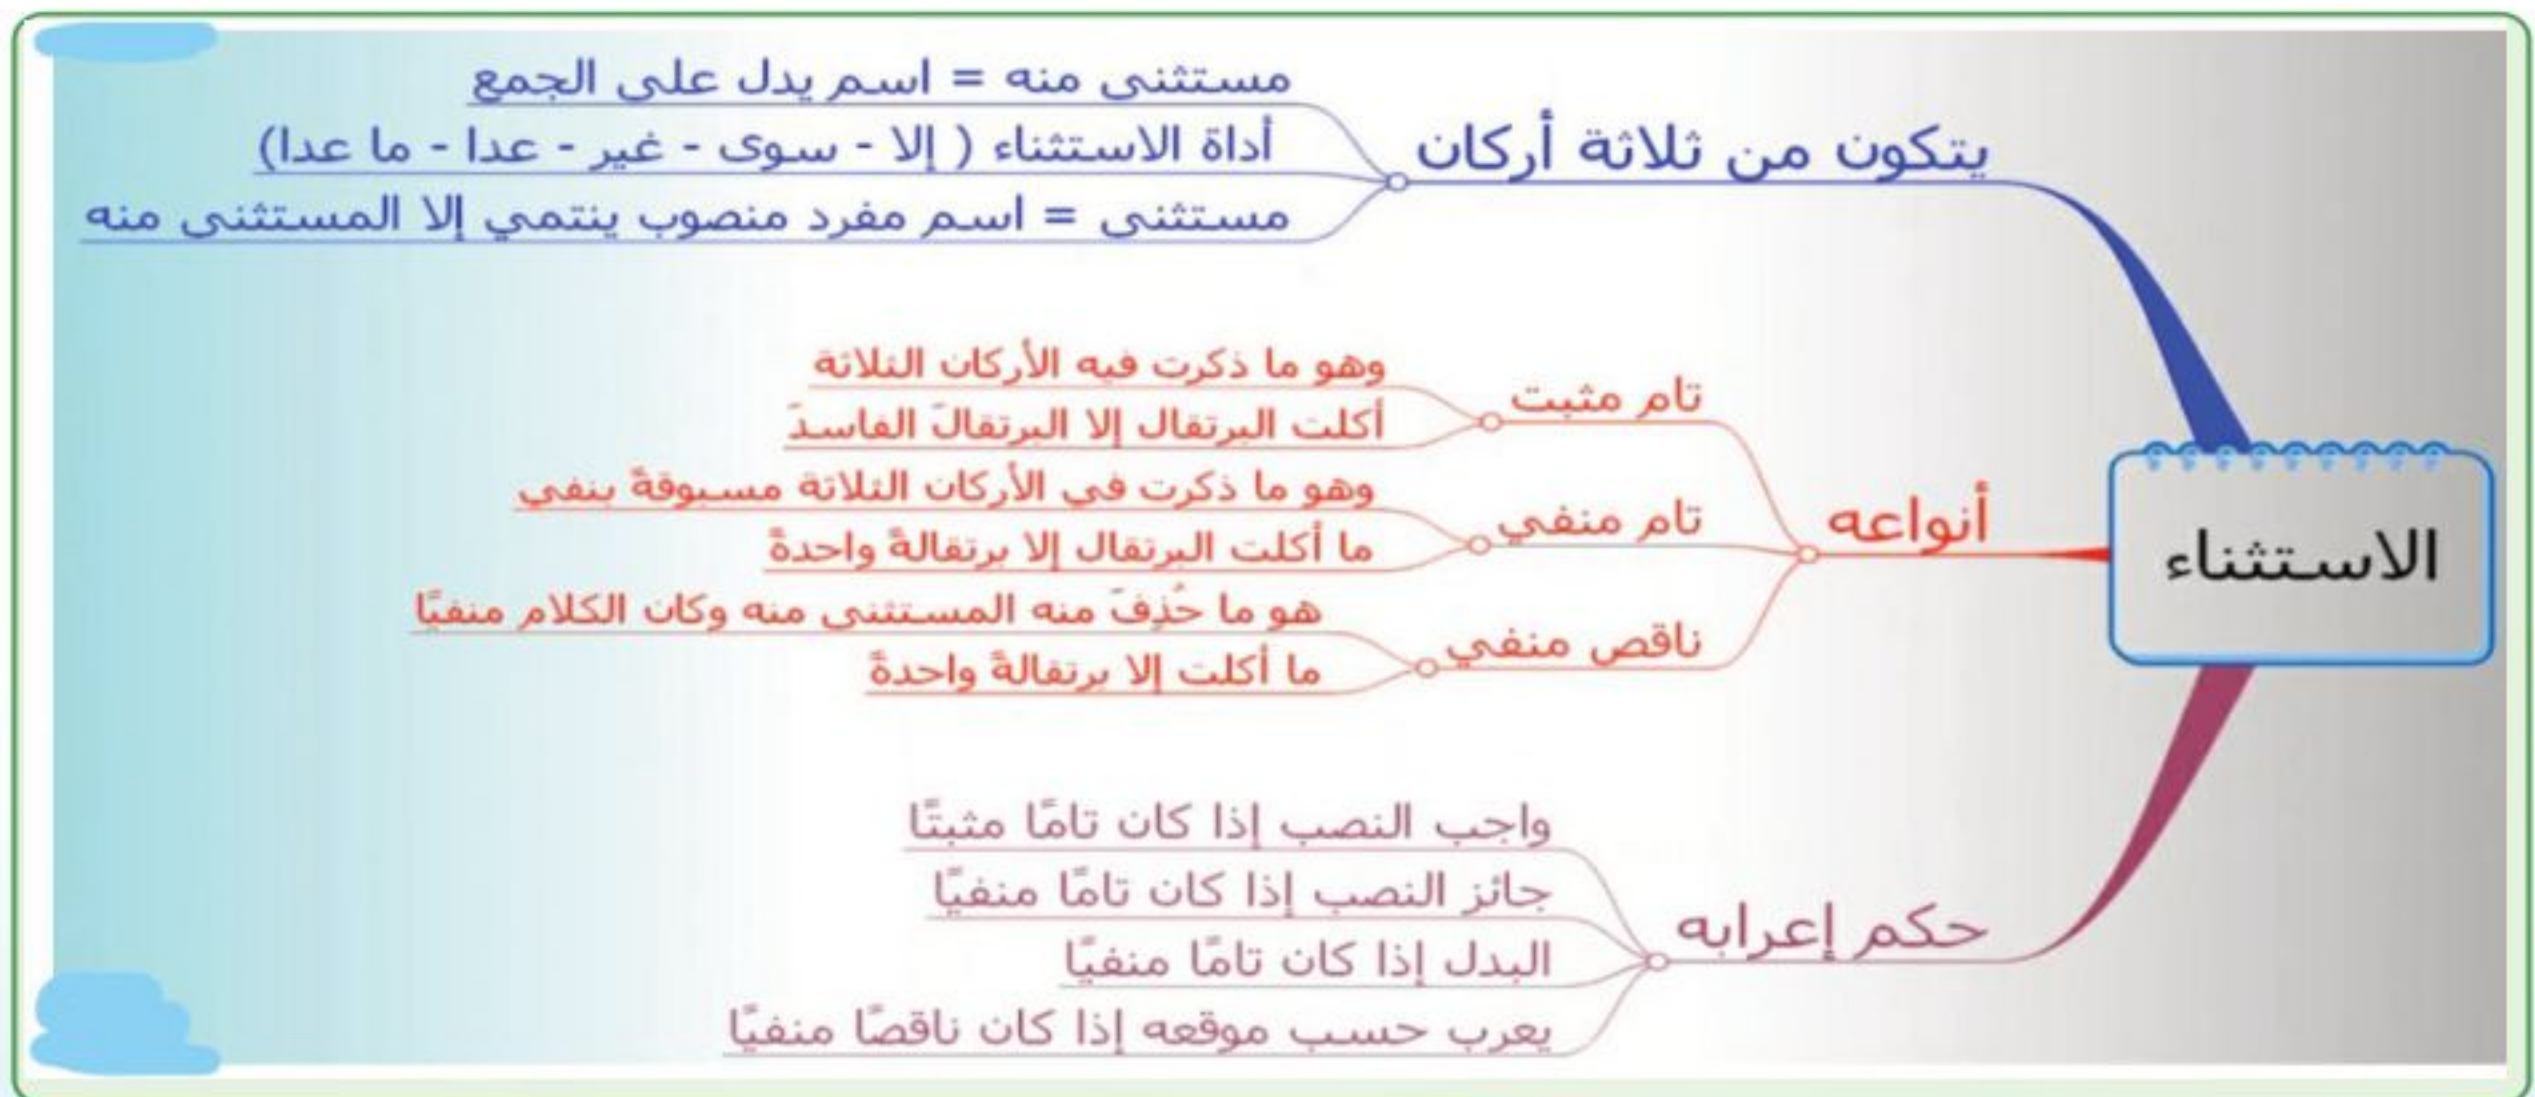 الاستثناء
يتكون من ثلاثة أركان
مستثنى منه = اسم يدل على الجمع
أداة الاستثناء ( إلا - سوى - غير - عدا - ما عدا)
مستثنى = اسم مفرد منصوب ينتمي إلا المستثنى منه
أنواعه
تام مثبت
وهو ما ذكرت فيه الأركان الثلاثة
أكلت البرتقال إلا البرتقالَ الفاسدَ
تام منفي
وهو ما ذكرت في الأركان الثلاثة مسبوقةً بنفي
ما أكلت البرتقال إلا برتقالةً واحدةً
ناقص منفي
هو ما حُذِفَ منه المستثنى منه وكان الكلام منفيًا
ما أكلت إلا برتقالةً واحدةً
حكم إعرابه
واجب النصب إذا كان تامًا مثبتًا
جائز النصب إذا كان تامًا منفيًا
البدل إذا كان تامًا منفيًا
يعرب حسب موقعه إذا كان ناقصًا منفيًا